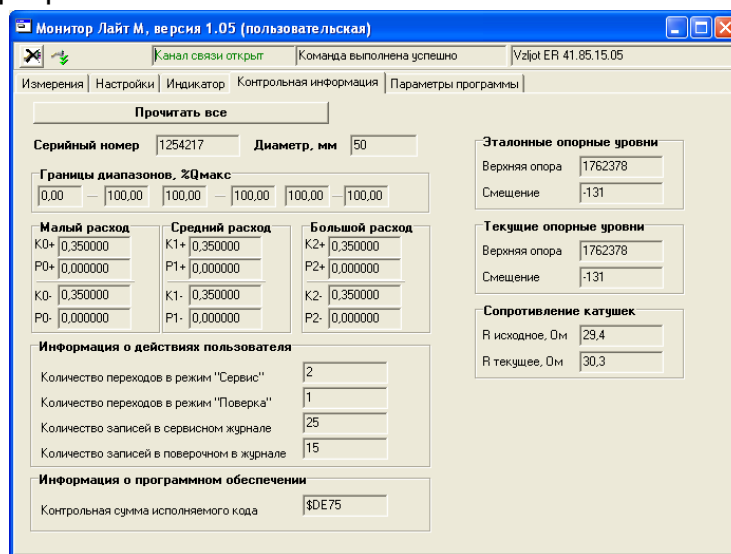 Монитор Лайт М, версия 1.05 (пользовательская)
Канал связи открыт Команда выполнена успешно Vzljot ER 41.85.15.05
Измерения Настройки Индикатор Контрольная информация Параметры программы
Прочитать все
Серийный номер 1254217 Диаметр, мм 50
Границы диапазонов, %Qмакс
0,00 — 100,00 100,00 — 100,00 100,00 — 100,00
Малый расход Средний расход Большой расход
K0+ 0,350000 K1+ 0,350000 K2+ 0,350000
P0+ 0,000000 P1+ 0,000000 P2+ 0,000000
K0- 0,350000 K1- 0,350000 K2- 0,350000
P0- 0,000000 P1- 0,000000 P2- 0,000000
Информация о действиях пользователя
Количество переходов в режим "Сервис" 2
Количество переходов в режим "Поверка" 1
Количество записей в сервисном журнале 25
Количество записей в поверочном в журнале 15
Информация о программном обеспечении
Контрольная сумма исполняемого кода $DE75
Эталонные опорные уровни
Верхняя опора 1762378
Смещение -131
Текущие опорные уровни
Верхняя опора 1762378
Смещение -131
Сопротивление катушек
R исходное, Ом 29,4
R текущее, Ом 30,3